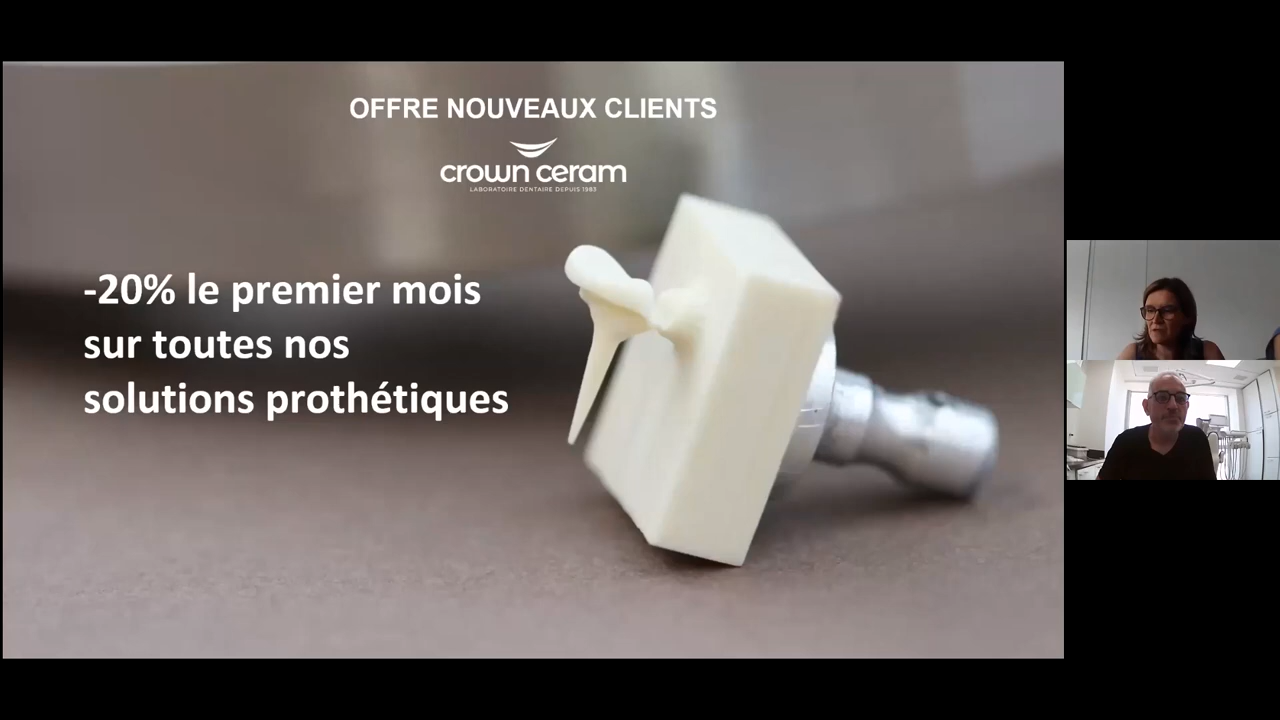 OFFRE NOUVEAUX CLIENTS
crown ceram
LABORATOIRE DENTAIRE DEPUIS 1983
-20% le premier mois
sur toutes nos
solutions prothétiques